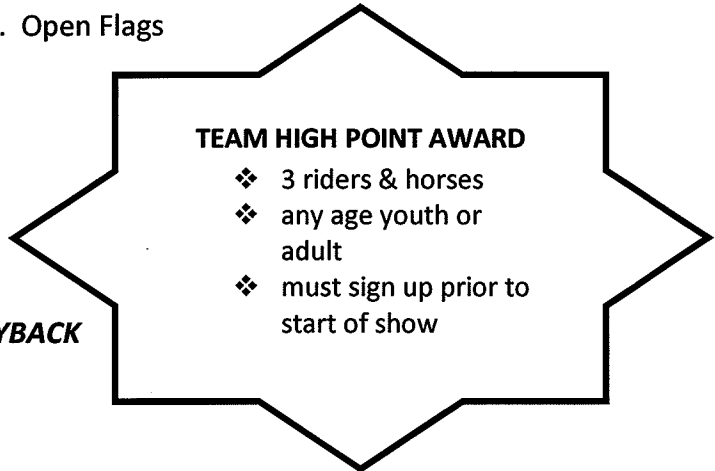 . Open Flags
TEAM HIGH POINT AWARD
❖ 3 riders & horses
❖ any age youth or
adult
❖ must sign up prior to
start of show
YBACK